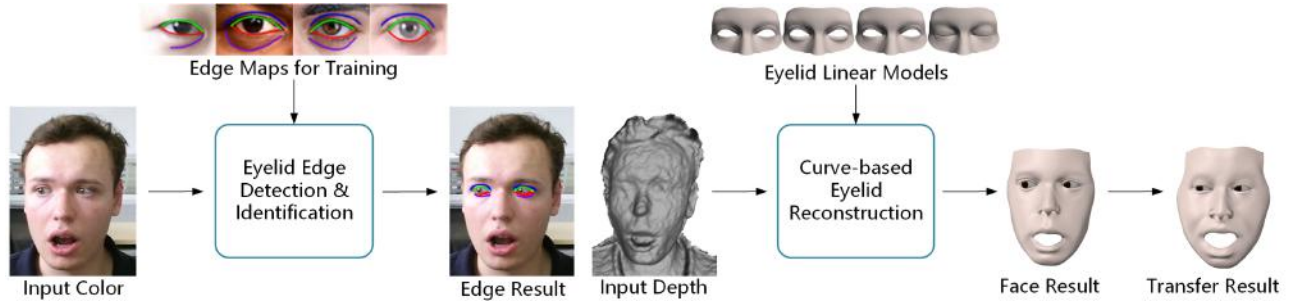 Edge Maps for Training
Eyelid Linear Models
Eyelid Edge
Detection &
Identification
Curve-based
Eyelid
Reconstruction
Input Color
Edge Result
Input Depth
Face Result
Transfer Result